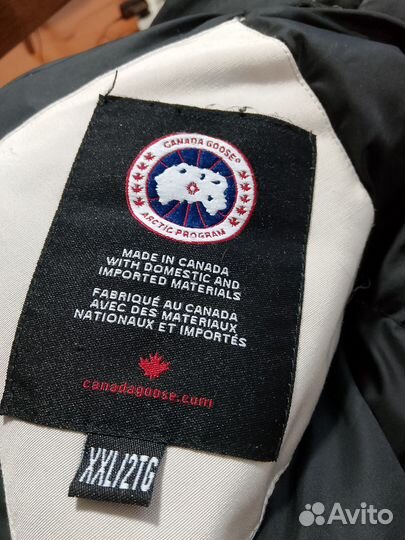 CANADA GOOSE®
ARCTIC PROGRAM
MADE IN CANADA
WITH DOMESTIC AND
IMPORTED MATERIALS
FABRIQUÉ AU CANADA
AVEC DES MATERIAUX
NATIONAUX ET IMPORTÉS
canadagoose.com
XXL/2TG
Avito